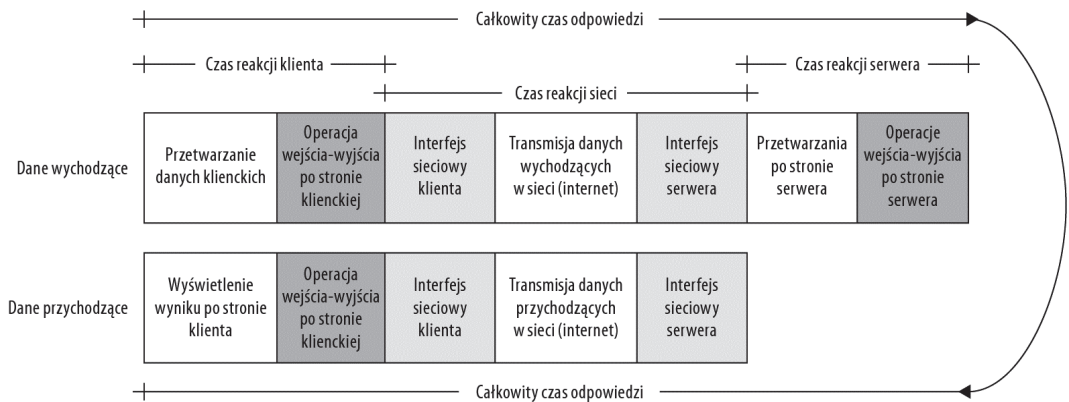 Całkowity czas odpowiedzi
Czas reakcji klienta
Czas reakcji serwera
Czas reakcji sieci
Dane wychodzące
Przetwarzanie
danych klienckich
Operacja
wejścia-wyjścia
po stronie
klienckiej
Interfejs
sieciowy
klienta
Transmisja danych
wychodzących
w sieci (internet)
Interfejs
sieciowy
serwera
Przetwarzania
po stronie
serwera
Operacje
wejścia-wyjścia
po stronie
serwera
Dane przychodzące
Wyświetlenie
wyniku po stronie
klienta
Operacja
wejścia-wyjścia
po stronie
klienckiej
Interfejs
sieciowy
klienta
Transmisja danych
przychodzących
w sieci (internet)
Interfejs
sieciowy
serwera
Całkowity czas odpowiedzi